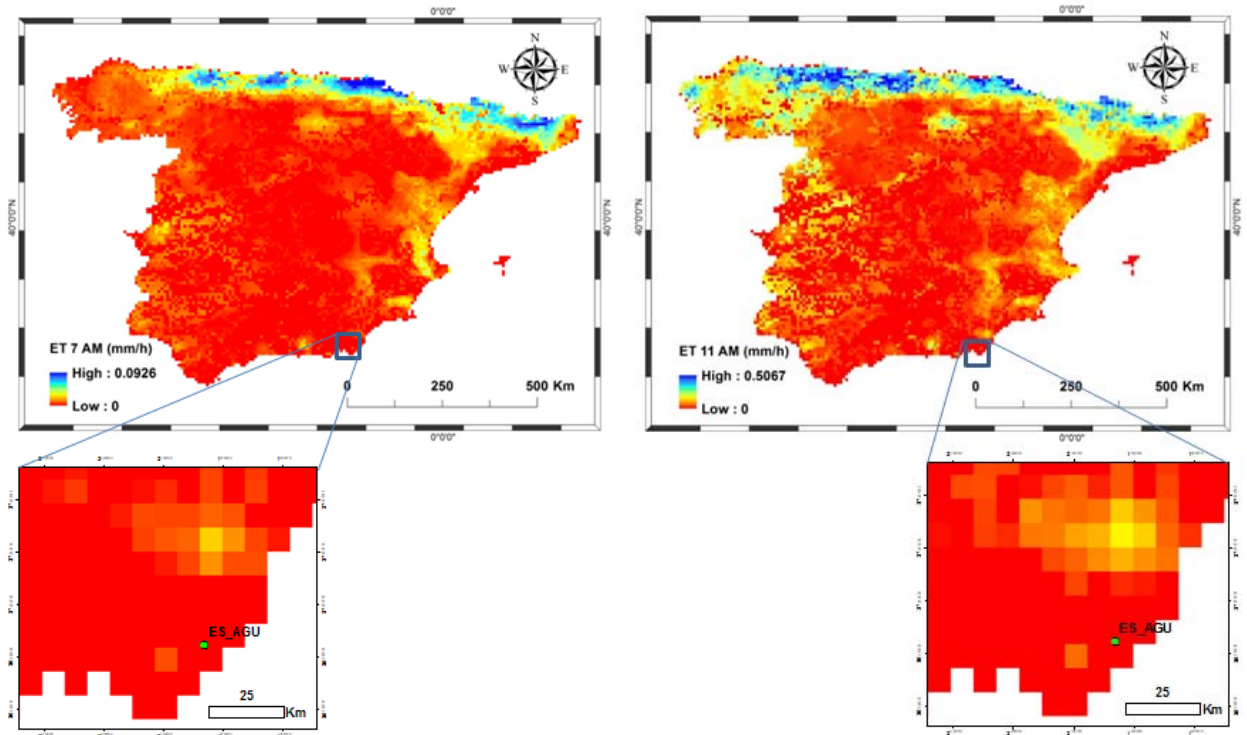 0°0'0"
N
W E
S
40°0'0"N
40°0'0"N
ET 7 AM (mm/h)
High : 0.0926
Low : 0
0 250 500 Km
0°0'0"
0°0'0"
N
W E
S
40°0'0"N
40°0'0"N
ET 11 AM (mm/h)
High : 0.5067
Low : 0
0 250 500 Km
0°0'0"
ES_AGU
25
Km
ES_AGU
25
Km